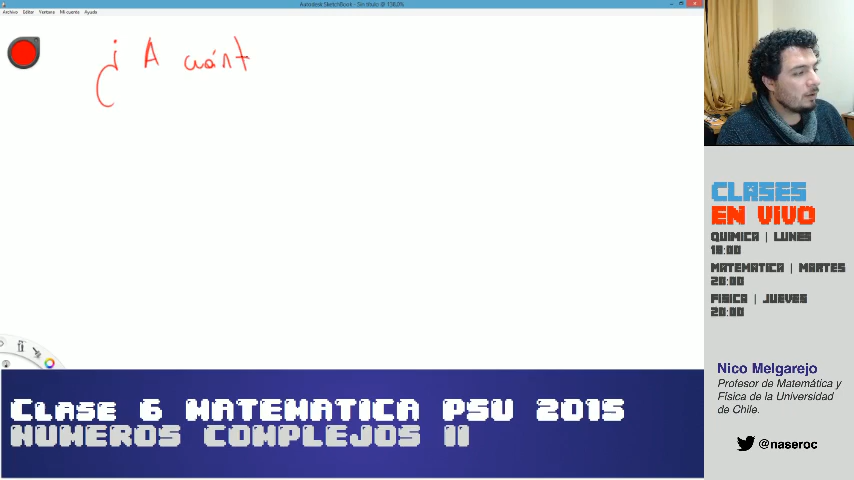 Autodesk SketchBook - Sin título @ 138,0%
Archivo Editar Ventana Mi cuenta Ayuda
¿ A cuánt
CLASES
EN VIVO
QUIMICA | LUNES
18:00
MATEMATICA | MARTES
20:00
FISICA | JUEVES
20:00
Nico Melgarejo
Profesor de Matemática y
Física de la Universidad
de Chile.
@naseroc
Clase 6 MATEMATICA PSU 2015
NUMEROS COMPLEJOS II